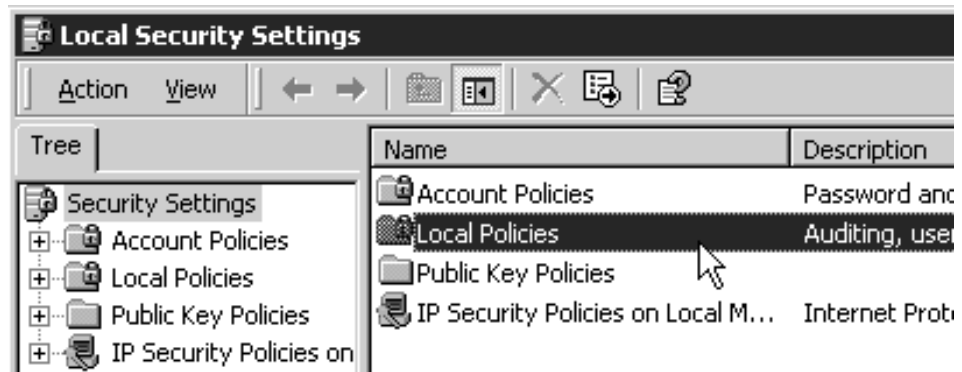 Local Security Settings
Action View
Tree
Name Description
Security Settings
Account Policies
Local Policies
Public Key Policies
IP Security Policies on
Account Policies Password and
Local Policies Auditing, user
Public Key Policies
IP Security Policies on Local M... Internet Proto